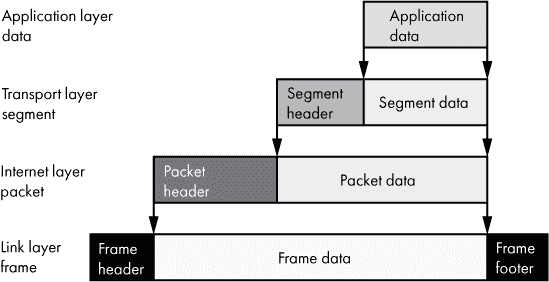 Application layer
data
Application
data
Transport layer
segment
Segment
header
Segment data
Internet layer
packet
Packet
header
Packet data
Link layer
frame
Frame
header
Frame data
Frame
footer